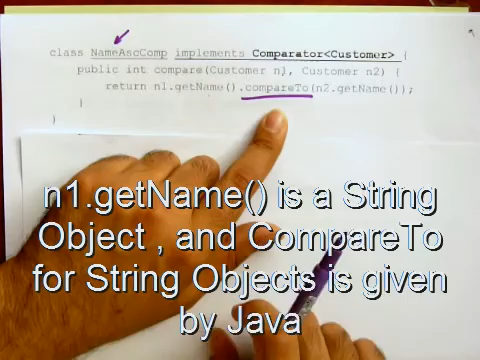 class NameAscComp implements Comparator<Customer> {
public int compare(Customer n1, Customer n2) {
return n1.getName().compareTo(n2.getName());
}
}
n1.getName() is a String
Object , and CompareTo
for String Objects is given
by Java